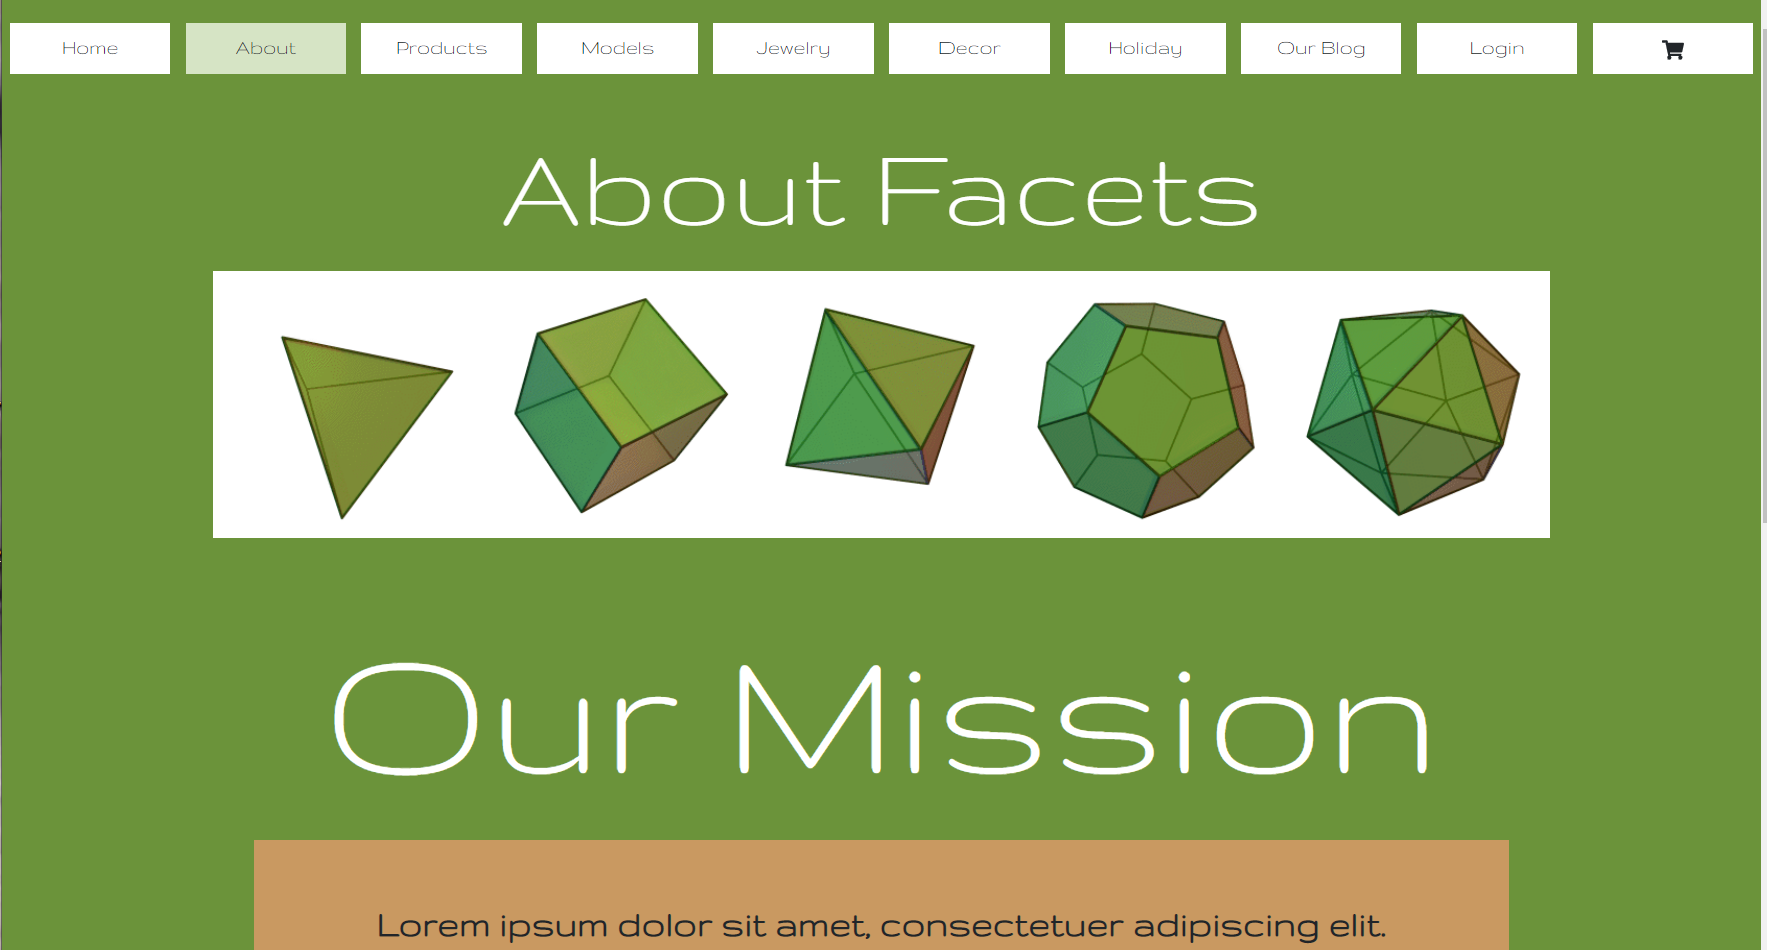 Home About Products Models Jewelry Decor Holiday Our Blog Login
About Facets
Our Mission
Lorem ipsum dolor sit amet, consectetuer adipiscing elit.